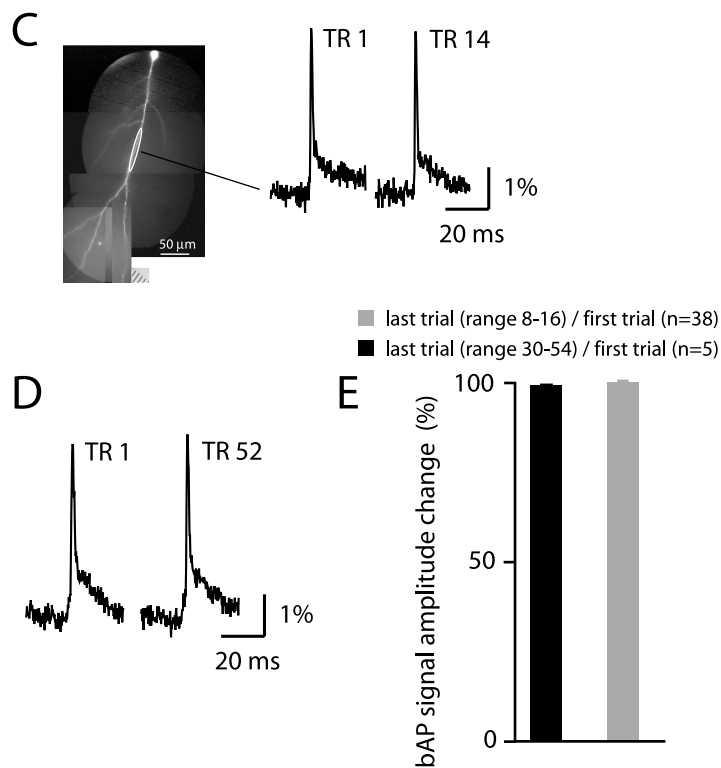 C
TR 1
TR 14
50 µm
1%
20 ms
last trial (range 8-16) / first trial (n=38)
last trial (range 30-54) / first trial (n=5)
D
TR 1
TR 52
1%
20 ms
E
bAP signal amplitude change (%)
100
50
0